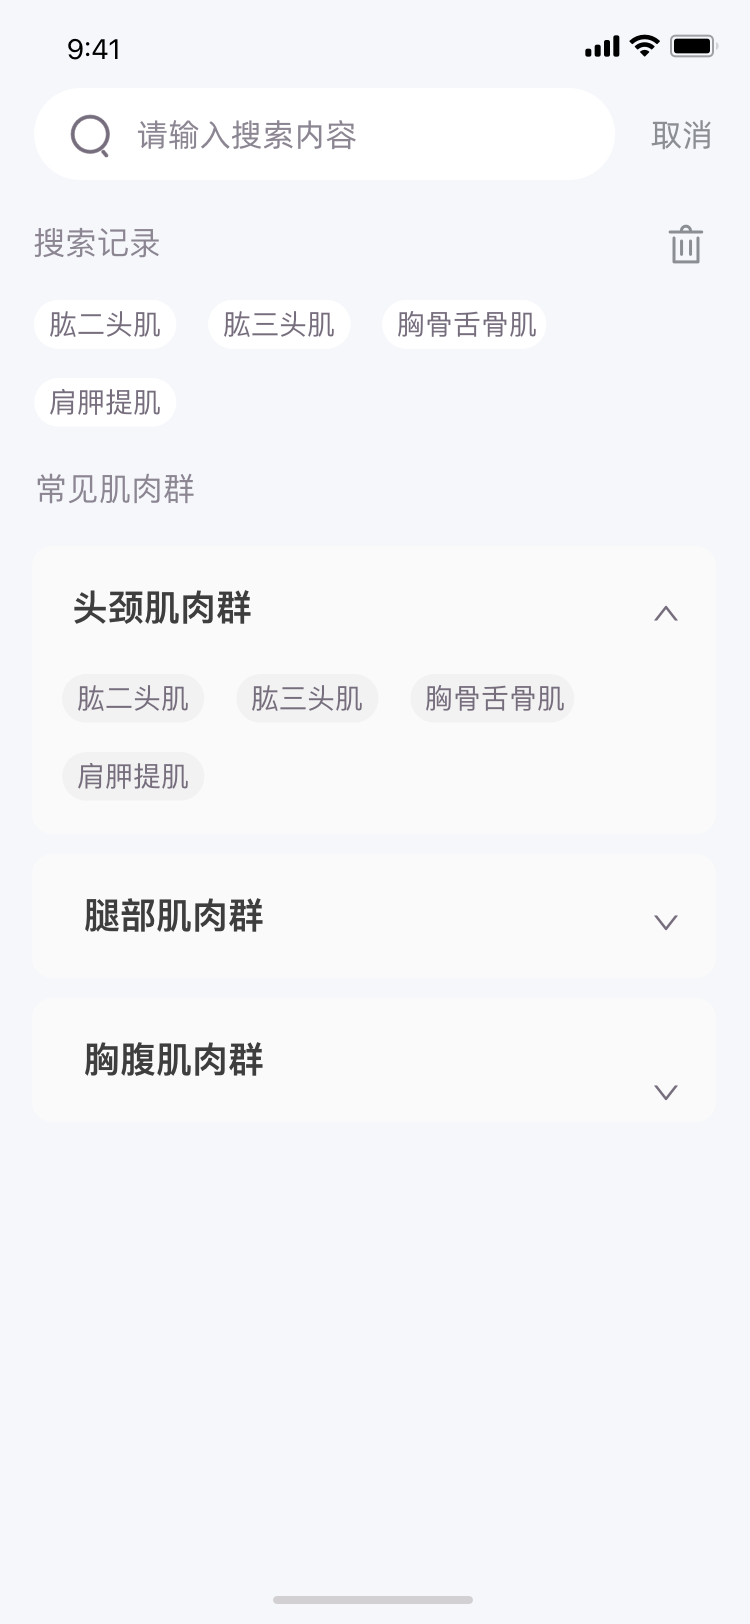 9:41
请输入搜索内容 取消
搜索记录
肱二头肌 肱三头肌 胸骨舌骨肌
肩胛提肌
常见肌肉群
头颈肌肉群
肱二头肌 肱三头肌 胸骨舌骨肌
肩胛提肌
腿部肌肉群
胸腹肌肉群